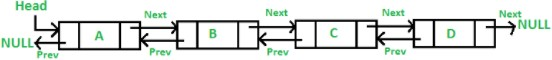 Head
Next Next Next Next
A B C D
NULL NULL
Prev Prev Prev Prev